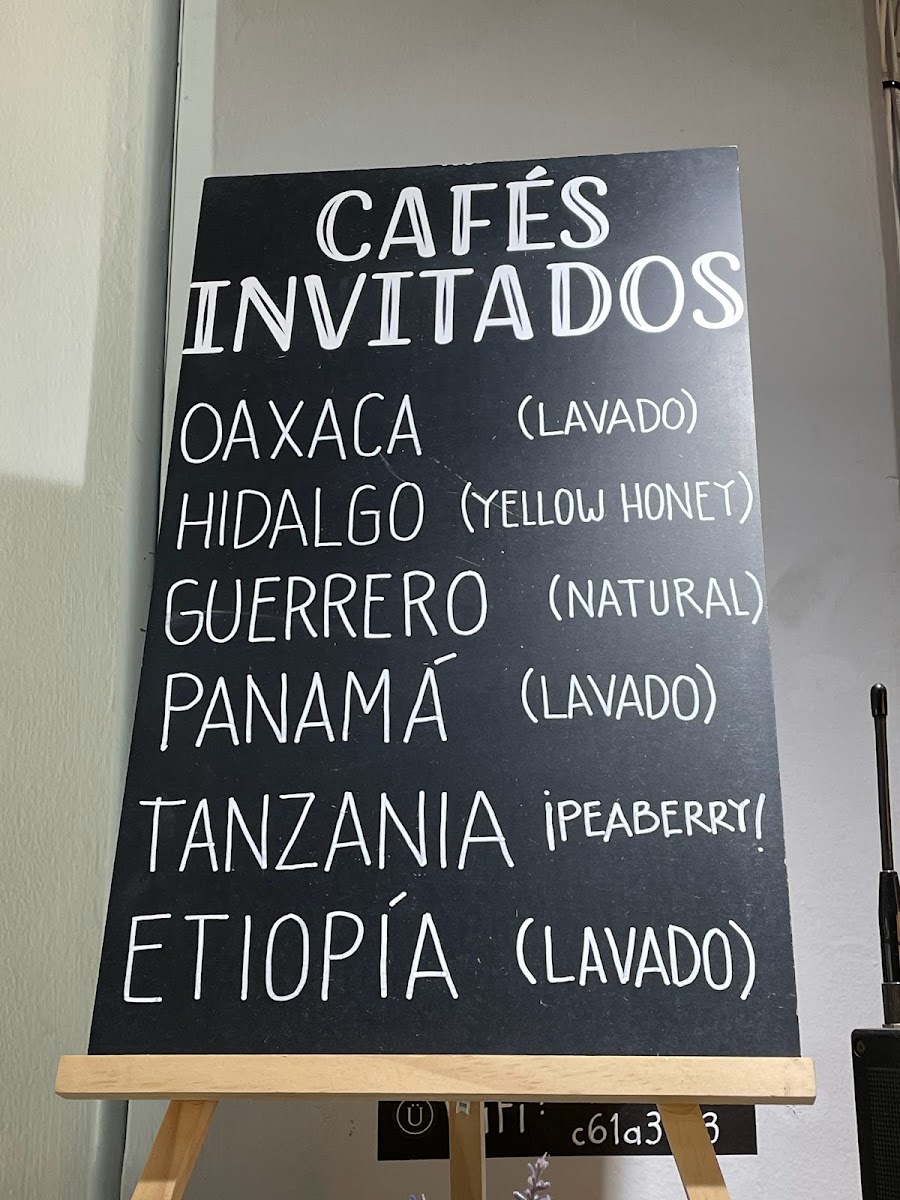 CAFÉS
INVITADOS
OAXACA (LAVADO)
HIDALGO (YELLOW HONEY)
GUERRERO (NATURAL)
PANAMÁ (LAVADO)
TANZANIA ¡PEABERRY!
ETIOPÍA (LAVADO)
Ü